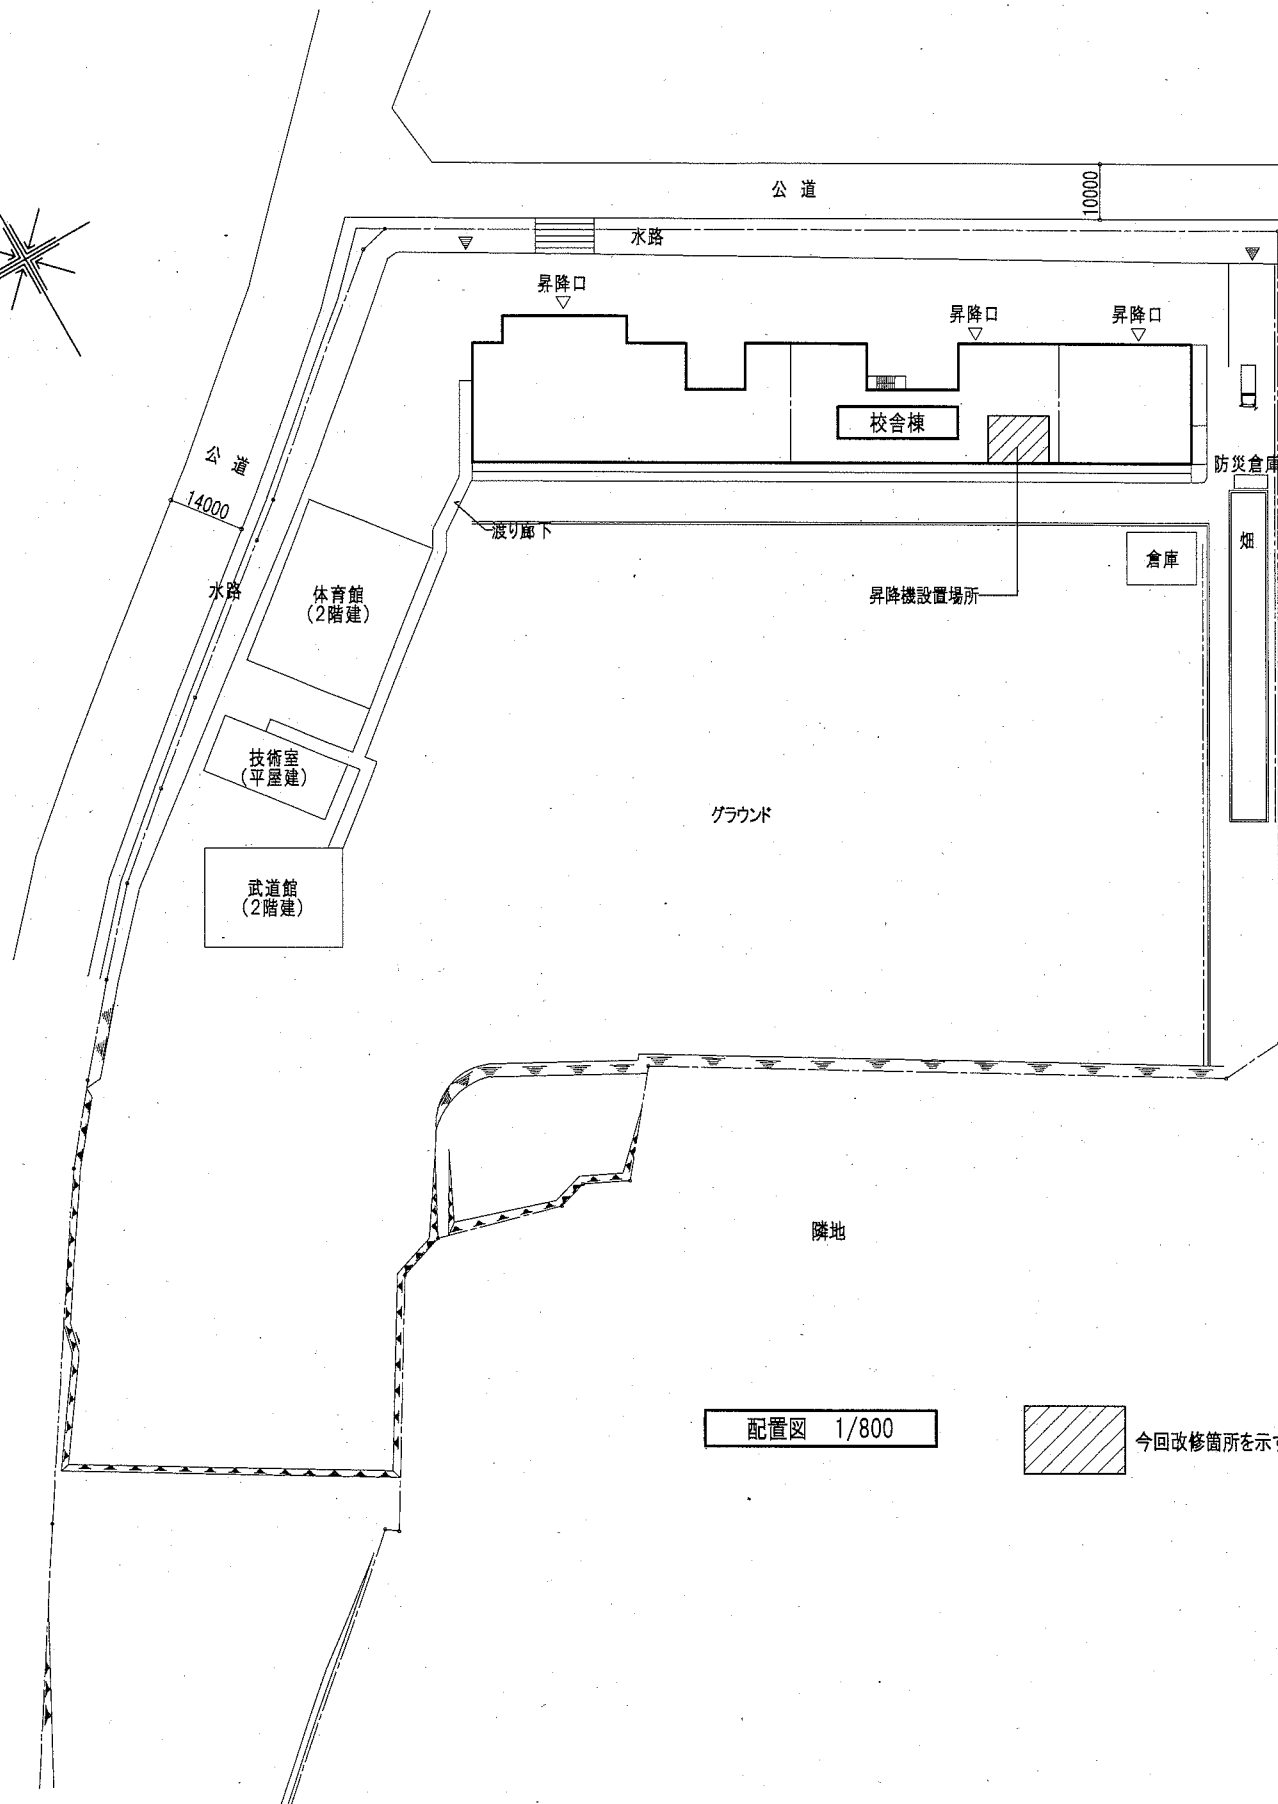 公 道
10000
水路
昇降口
昇降口
昇降口
校舎棟
公 道
14000
防災倉庫
渡り廊下
畑
倉庫
水路
体育館
(2階建)
昇降機設置場所
技術室
(平屋建)
グラウンド
武道館
(2階建)
隣地
配置図 1/800
今回改修箇所を示す